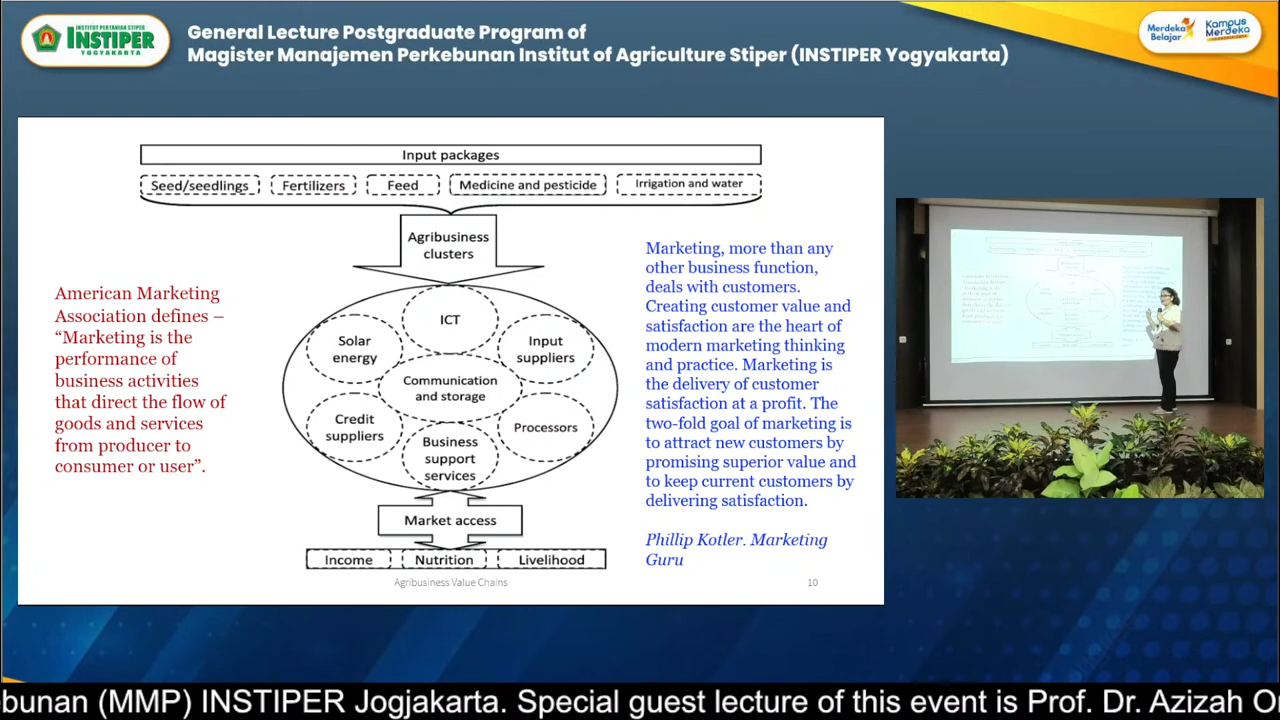 INSTITUT PERTANIAN STIPER
INSTIPER
YOGYAKARTA
General Lecture Postgraduate Program of
Magister Manajemen Perkebunan Institut of Agriculture Stiper (INSTIPER Yogyakarta)
Merdeka
Belajar
Kampus
Merdeka
Input packages
Seed/seedlings
Fertilizers
Feed
Medicine and pesticide
Irrigation and water
Agribusiness
clusters
American Marketing
Association defines –
“Marketing is the
performance of
business activities
that direct the flow of
goods and services
from producer to
consumer or user”.
ICT
Solar
energy
Input
suppliers
Communication
and storage
Credit
suppliers
Business
support
services
Processors
Market access
Income
Nutrition
Livelihood
Marketing, more than any
other business function,
deals with customers.
Creating customer value and
satisfaction are the heart of
modern marketing thinking
and practice. Marketing is
the delivery of customer
satisfaction at a profit. The
two-fold goal of marketing is
to attract new customers by
promising superior value and
to keep current customers by
delivering satisfaction.
Phillip Kotler. Marketing
Guru
Agribusiness Value Chains
10
ebunan (MMP) INSTIPER Jogjakarta. Special guest lecture of this event is Prof. Dr. Azizah